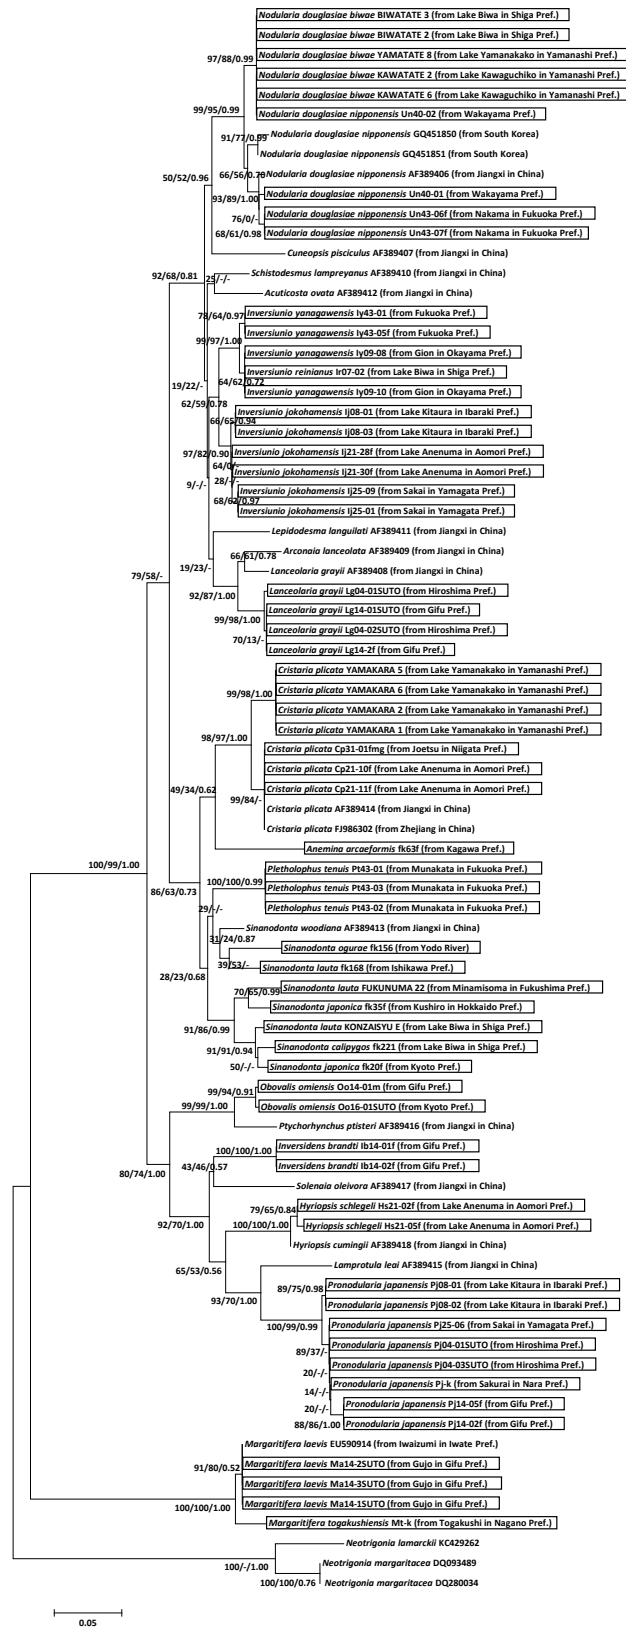 Nodularia douglasiae biwae BIWATATE 3 (from Lake Biwa in Shiga Pref.)
Nodularia douglasiae biwae BIWATATE 2 (from Lake Biwa in Shiga Pref.)
Nodularia douglasiae biwae YAMATATE 8 (from Lake Yamanakako in Yamanashi Pref.)
97/88/0.99
Nodularia douglasiae biwae KAWATATE 2 (from Lake Kawaguchiko in Yamanashi Pref.)
Nodularia douglasiae biwae KAWATATE 6 (from Lake Kawaguchiko in Yamanashi Pref.)
99/95/0.99
Nodularia douglasiae nipponensis Un40-02 (from Wakayama Pref.)
91/77/0.99
Nodularia douglasiae nipponensis GQ451850 (from South Korea)
Nodularia douglasiae nipponensis GQ451851 (from South Korea)
50/52/0.96
66/56/0.78
Nodularia douglasiae nipponensis AF389406 (from Jiangxi in China)
93/89/1.00
Nodularia douglasiae nipponensis Un40-01 (from Wakayama Pref.)
76/0/-
Nodularia douglasiae nipponensis Un43-06f (from Nakama in Fukuoka Pref.)
68/61/0.98
Nodularia douglasiae nipponensis Un43-07f (from Nakama in Fukuoka Pref.)
Cuneopsis pisciculus AF389407 (from Jiangxi in China)
92/68/0.81
25/-/-
Schistodesmus lampreyanus AF389410 (from Jiangxi in China)
Acuticosta ovata AF389412 (from Jiangxi in China)
73/64/0.97
Inversiunio yanagawensis Iy43-01 (from Fukuoka Pref.)
Inversiunio yanagawensis Iy43-05f (from Fukuoka Pref.)
99/97/1.00
Inversiunio yanagawensis Iy09-08 (from Gion in Okayama Pref.)
Inversiunio reinianus Ir07-02 (from Lake Biwa in Shiga Pref.)
19/22/-
64/62/0.72
Inversiunio yanagawensis Iy09-10 (from Gion in Okayama Pref.)
62/59/0.78
Inversiunio jokohamensis Ij08-01 (from Lake Kitaura in Ibaraki Pref.)
66/65/0.94
Inversiunio jokohamensis Ij08-03 (from Lake Kitaura in Ibaraki Pref.)
97/82/0.90
Inversiunio jokohamensis Ij21-28f (from Lake Anenuma in Aomori Pref.)
64/0/-
Inversiunio jokohamensis Ij21-30f (from Lake Anenuma in Aomori Pref.)
9/-/-
28/-/-
Inversiunio jokohamensis Ij25-09 (from Sakai in Yamagata Pref.)
68/62/0.97
Inversiunio jokohamensis Ij25-01 (from Sakai in Yamagata Pref.)
Lepidodesma languilati AF389411 (from Jiangxi in China)
66/61/0.78
Arconaia lanceolata AF389409 (from Jiangxi in China)
19/23/-
Lanceolaria grayii AF389408 (from Jiangxi in China)
79/58/-
92/87/1.00
Lanceolaria grayii Lg04-01SUTO (from Hiroshima Pref.)
Lanceolaria grayii Lg14-01SUTO (from Gifu Pref.)
99/98/1.00
Lanceolaria grayii Lg04-02SUTO (from Hiroshima Pref.)
70/13/-
Lanceolaria grayii Lg14-2f (from Gifu Pref.)
Cristaria plicata YAMAKARA 5 (from Lake Yamanakako in Yamanashi Pref.)
99/98/1.00
Cristaria plicata YAMAKARA 6 (from Lake Yamanakako in Yamanashi Pref.)
Cristaria plicata YAMAKARA 2 (from Lake Yamanakako in Yamanashi Pref.)
Cristaria plicata YAMAKARA 1 (from Lake Yamanakako in Yamanashi Pref.)
98/97/1.00
Cristaria plicata Cp31-01fmg (from Joetsu in Niigata Pref.)
Cristaria plicata Cp21-10f (from Lake Anenuma in Aomori Pref.)
49/34/0.62
Cristaria plicata Cp21-11f (from Lake Anenuma in Aomori Pref.)
99/84/-
Cristaria plicata AF389414 (from Jiangxi in China)
Cristaria plicata FJ986302 (from Zhejiang in China)
Anemina arcaeformis fk63f (from Kagawa Pref.)
100/99/1.00
86/63/0.73
Pletholophus tenuis Pt43-01 (from Munakata in Fukuoka Pref.)
100/100/0.99
Pletholophus tenuis Pt43-03 (from Munakata in Fukuoka Pref.)
29/-/-
Pletholophus tenuis Pt43-02 (from Munakata in Fukuoka Pref.)
Sinanodonta woodiana AF389413 (from Jiangxi in China)
31/24/0.87
Sinanodonta ogurae fk156 (from Yodo River)
39/53/-
Sinanodonta lauta fk168 (from Ishikawa Pref.)
28/23/0.68
Sinanodonta lauta FUKUNUMA 22 (from Minamisoma in Fukushima Pref.)
70/65/0.99
Sinanodonta japonica fk35f (from Kushiro in Hokkaido Pref.)
91/86/0.99
Sinanodonta lauta KONZAISYU E (from Lake Biwa in Shiga Pref.)
91/91/0.94
Sinanodonta calipygos fk221 (from Lake Biwa in Shiga Pref.)
50/-/-
Sinanodonta japonica fk20f (from Kyoto Pref.)
99/94/0.91
Obovalis omiensis Oo14-01m (from Gifu Pref.)
99/99/1.00
Obovalis omiensis Oo16-01SUTO (from Kyoto Pref.)
Ptychorhynchus ptisteri AF389416 (from Jiangxi in China)
100/100/1.00
Inversidens brandti Ib14-01f (from Gifu Pref.)
80/74/1.00
43/46/0.57
Inversidens brandti Ib14-02f (from Gifu Pref.)
Solenaia oleivora AF389417 (from Jiangxi in China)
79/65/0.84
Hyriopsis schlegeli Hs21-02f (from Lake Anenuma in Aomori Pref.)
92/70/1.00
100/100/1.00
Hyriopsis schlegeli Hs21-05f (from Lake Anenuma in Aomori Pref.)
Hyriopsis cumingii AF389418 (from Jiangxi in China)
65/53/0.56
Lamprotula leai AF389415 (from Jiangxi in China)
89/75/0.98
Pronodularia japanensis Pj08-01 (from Lake Kitaura in Ibaraki Pref.)
93/70/1.00
Pronodularia japanensis Pj08-02 (from Lake Kitaura in Ibaraki Pref.)
100/99/0.99
Pronodularia japanensis Pj25-06 (from Sakai in Yamagata Pref.)
Pronodularia japanensis Pj04-01SUTO (from Hiroshima Pref.)
89/37/-
Pronodularia japanensis Pj04-03SUTO (from Hiroshima Pref.)
20/-/-
Pronodularia japanensis Pj-k (from Sakurai in Nara Pref.)
14/-/-
Pronodularia japanensis Pj14-05f (from Gifu Pref.)
20/-/-
88/86/1.00
Pronodularia japanensis Pj14-02f (from Gifu Pref.)
Margaritifera laevis EU590914 (from Iwaizumi in Iwate Pref.)
91/80/0.52
Margaritifera laevis Ma14-2SUTO (from Gujo in Gifu Pref.)
Margaritifera laevis Ma14-3SUTO (from Gujo in Gifu Pref.)
100/100/1.00
Margaritifera laevis Ma14-1SUTO (from Gujo in Gifu Pref.)
Margaritifera togakushiensis Mt-k (from Togakushi in Nagano Pref.)
Neotrigonia lamarckii KC429262
100/-/1.00
Neotrigonia margaritacea DQ093489
100/100/0.76
Neotrigonia margaritacea DQ280034
0.05